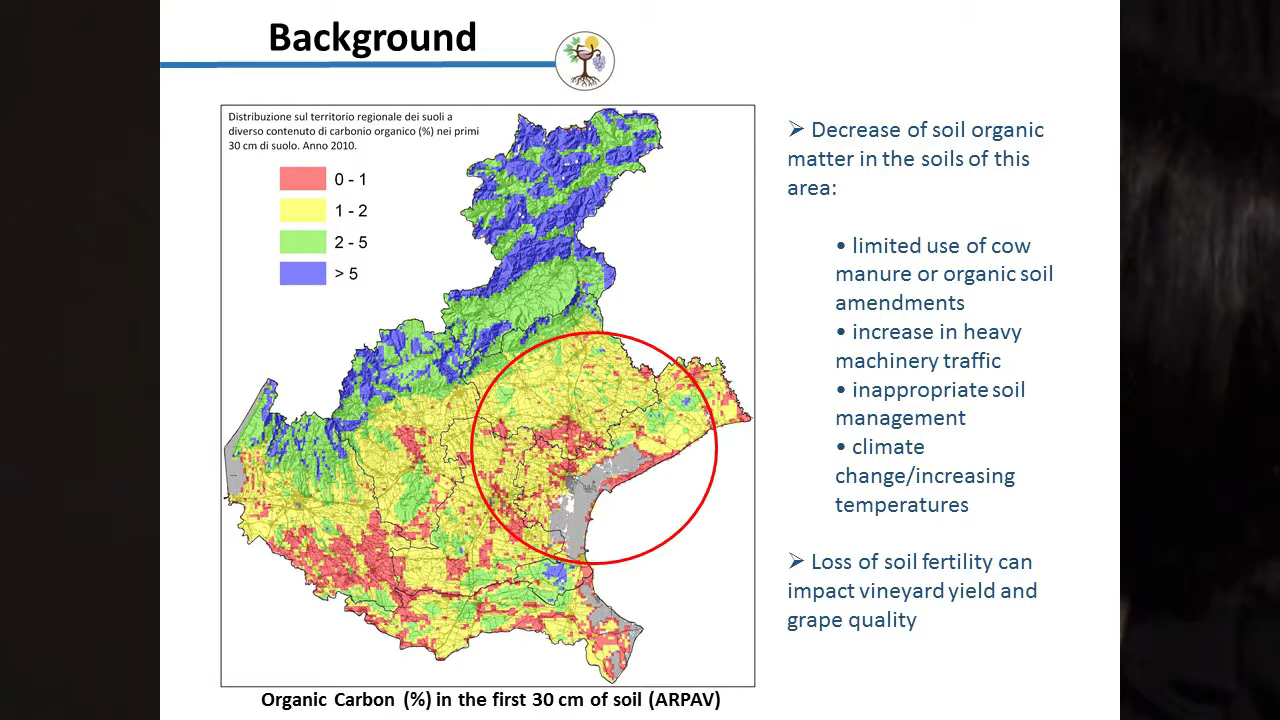 Background
Distribuzione sul territorio regionale dei suoli a
diverso contenuto di carbonio organico (%) nei primi
30 cm di suolo. Anno 2010.
0 - 1
1 - 2
2 - 5
> 5
➢ Decrease of soil organic
matter in the soils of this
area:
• limited use of cow
manure or organic soil
amendments
• increase in heavy
machinery traffic
• inappropriate soil
management
• climate
change/increasing
temperatures
➢ Loss of soil fertility can
impact vineyard yield and
grape quality
Organic Carbon (%) in the first 30 cm of soil (ARPAV)